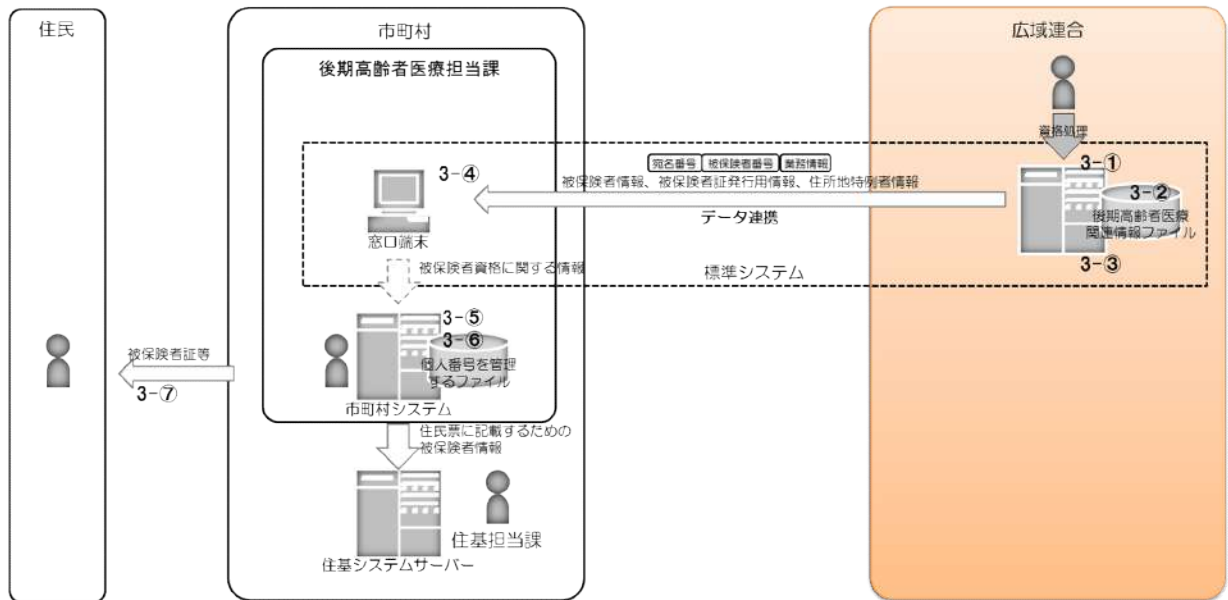 住民
市町村
広域連合
後期高齢者医療担当課
資格処理
宛名番号 被保険者番号 業務情報
3-①
3-④
被保険者情報、被保険者証発行用情報、住所地特例者情報
3-②
データ連携
後期高齢者医療
関連情報ファイル
窓口端末
3-③
被保険者資格に関する情報
標準システム
3-⑤
3-⑥
被保険者証等
個人番号を管理
するファイル
3-⑦
市町村システム
住民票に記載するための
被保険者情報
住基担当課
住基システムサーバー